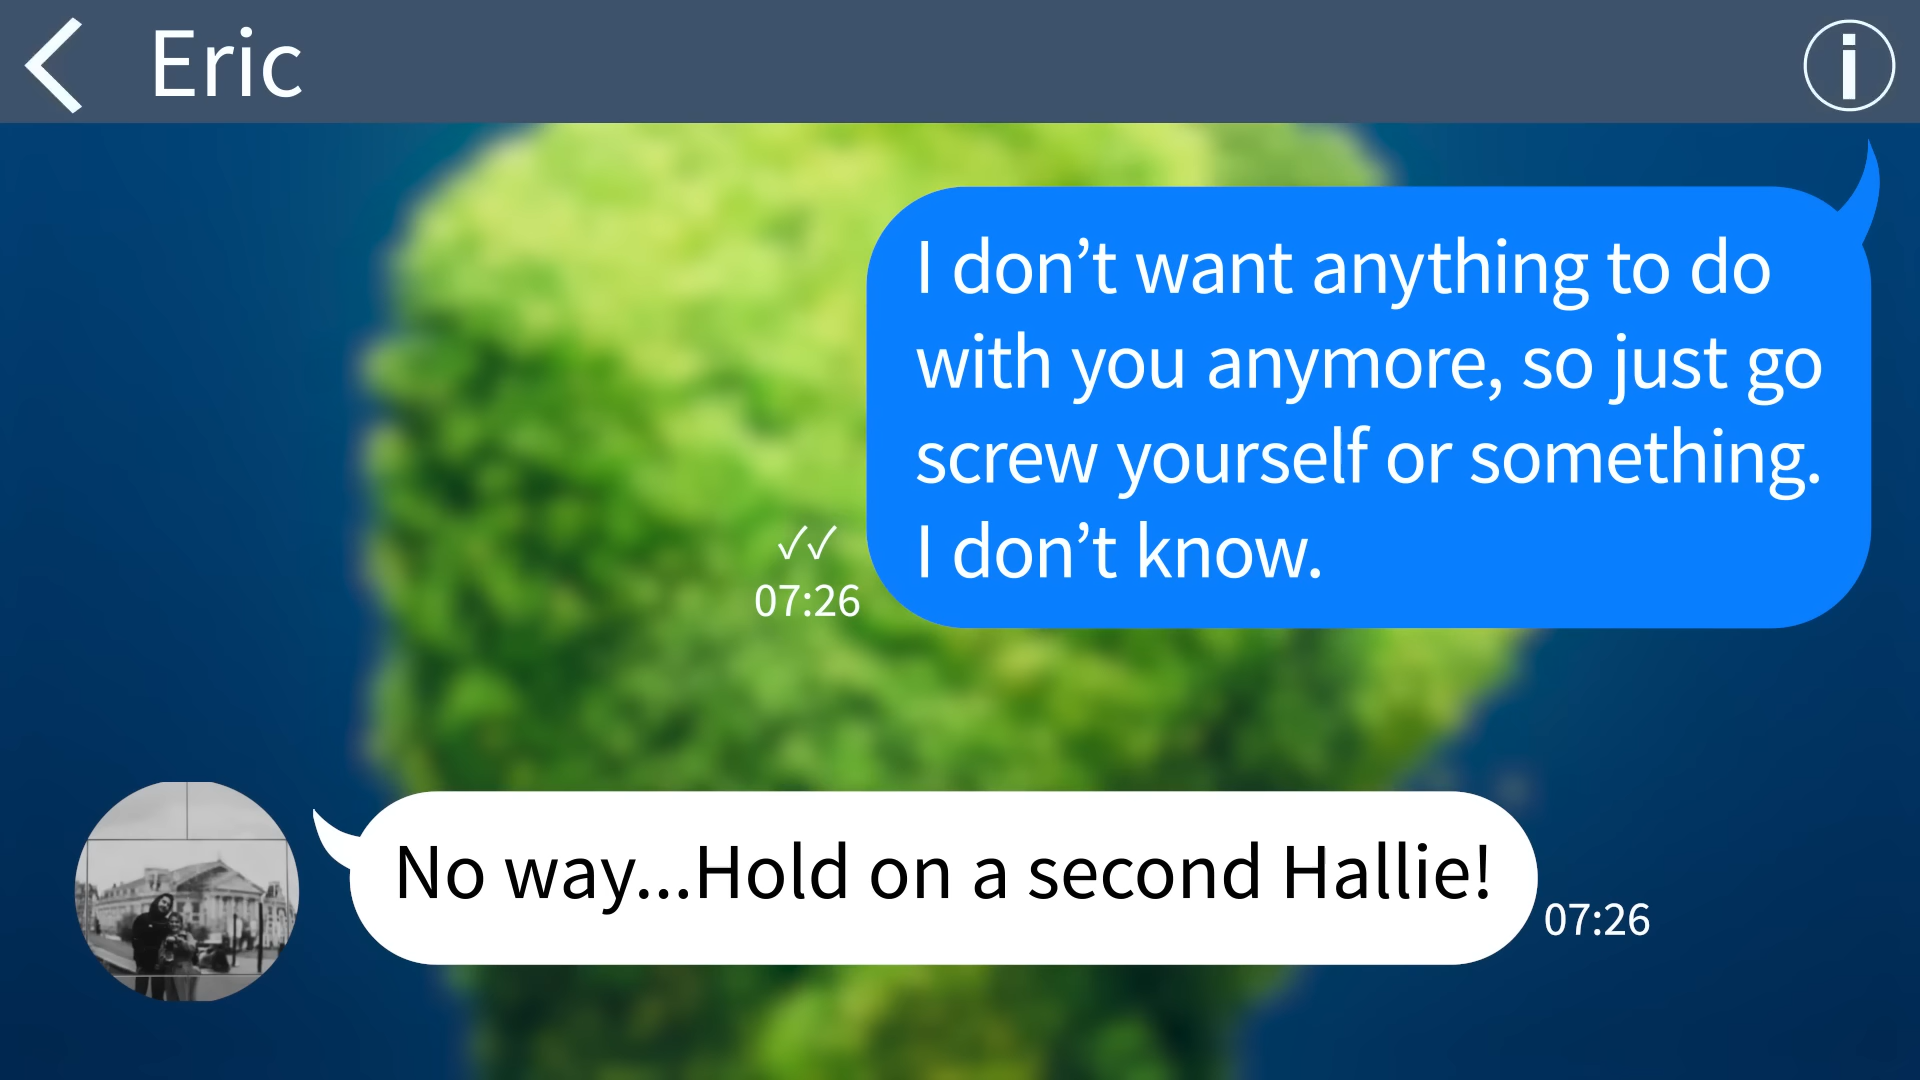 Eric
i
I don’t want anything to do
with you anymore, so just go
screw yourself or something.
I don’t know.
✓✓
07:26
No way...Hold on a second Hallie!
07:26